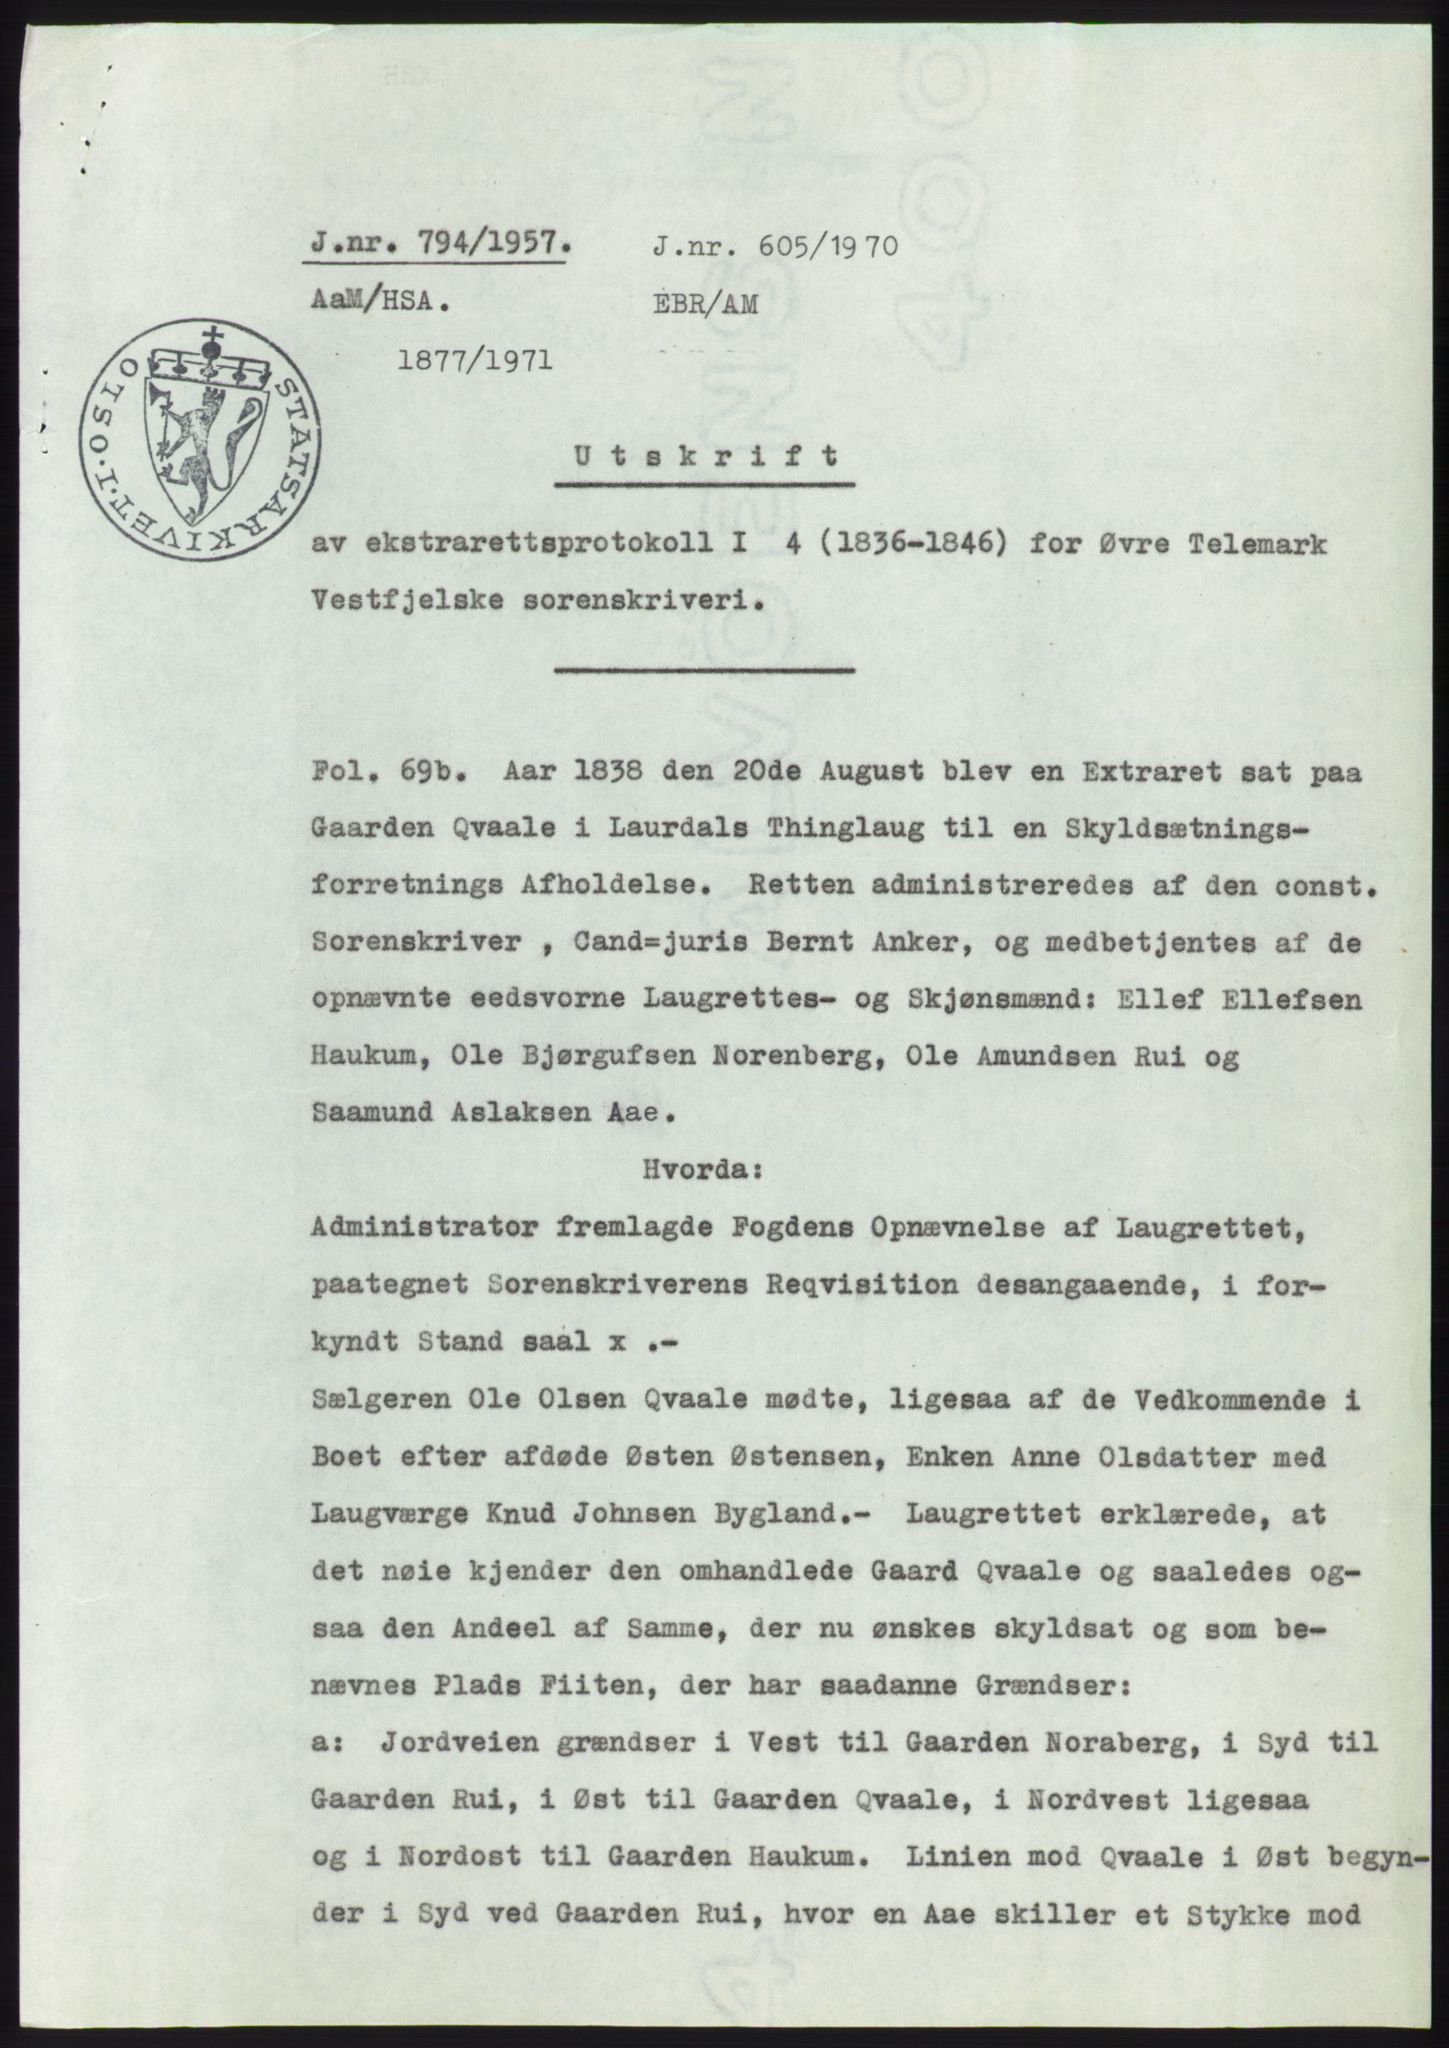 J.nr. 794/1957. J.nr. 605/1970
AaM/HSA. EBR/AM
1877/1971
STATSARKIVET·I·OSLO
Utskrift
av ekstrarettsprotokoll I 4 (1836-1846) for Øvre Telemark
Vestfjelske sorenskriveri.
Fol. 69b. Aar 1838 den 20de August blev en Extraret sat paa
Gaarden Qvaale i Laurdals Thinglaug til en Skyldsætnings-
forretnings Afholdelse. Retten administreredes af den const.
Sorenskriver , Cand=juris Bernt Anker, og medbetjentes af de
opnævnte eedsvorne Laugrettes- og Skjønsmænd: Ellef Ellefsen
Haukum, Ole Bjørgufsen Norenberg, Ole Amundsen Rui og
Saamund Aslaksen Aae.
Hvorda:
Administrator fremlagde Fogdens Opnævnelse af Laugrettet,
paategnet Sorenskriverens Reqvisition desangaaende, i for-
kyndt Stand saal x .-
Sælgeren Ole Olsen Qvaale mødte, ligesaa af de Vedkommende i
Boet efter afdøde Østen Østensen, Enken Anne Olsdatter med
Laugværge Knud Johnsen Bygland.- Laugrettet erklærede, at
det nøie kjender den omhandlede Gaard Qvaale og saaledes og-
saa den Andeel af Samme, der nu ønskes skyldsat og som be-
nævnes Plads Fiiten, der har saadanne Grændser:
a: Jordveien grændser i Vest til Gaarden Noraberg, i Syd til
Gaarden Rui, i Øst til Gaarden Qvaale, i Nordvest ligesaa
og i Nordost til Gaarden Haukum. Linien mod Qvaale i Øst begyn-
der i Syd ved Gaarden Rui, hvor en Aae skiller et Stykke mod